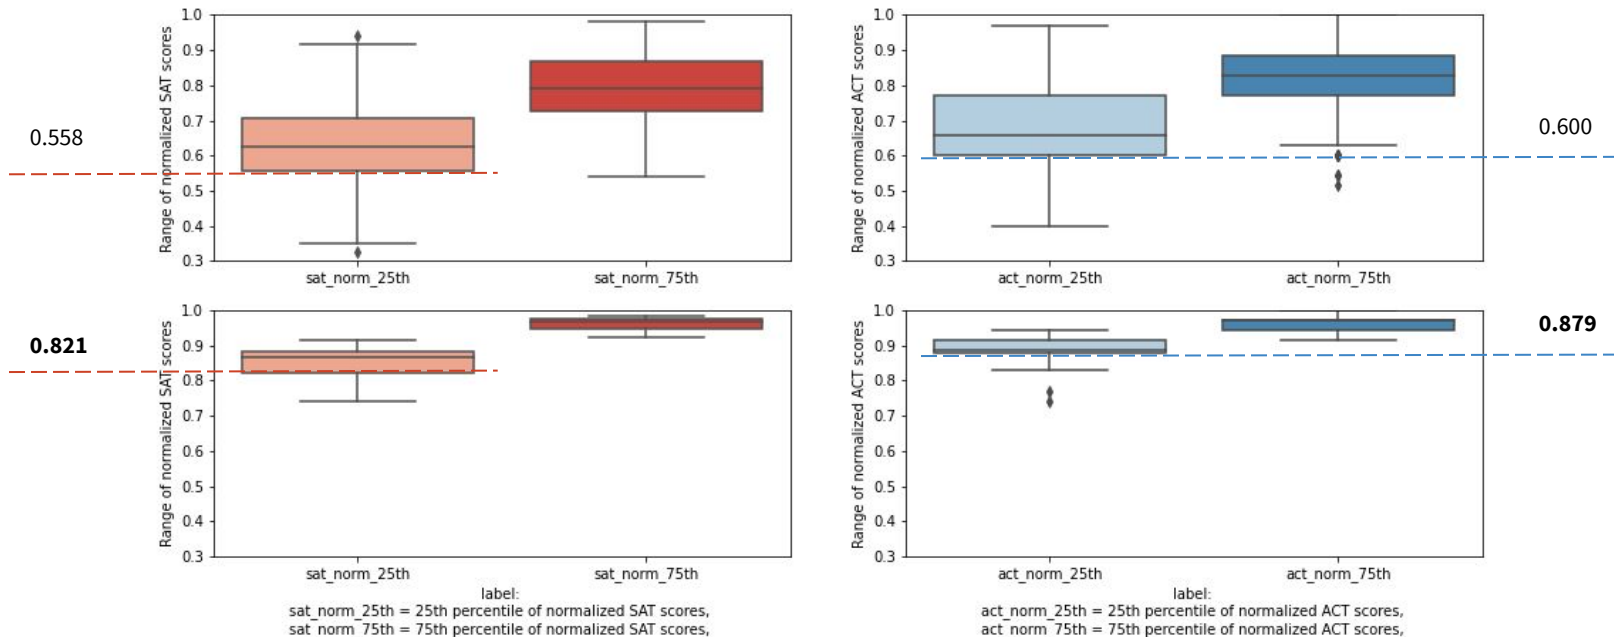 0.558
Range of normalized SAT scores
1.0
0.9
0.8
0.7
0.6
0.5
0.4
0.3
sat_norm_25th
sat_norm_75th
Range of normalized ACT scores
1.0
0.9
0.8
0.7
0.6
0.5
0.4
0.3
act_norm_25th
act_norm_75th
0.600
0.821
Range of normalized SAT scores
1.0
0.9
0.8
0.7
0.6
0.5
0.4
0.3
sat_norm_25th
sat_norm_75th
label:
sat_norm_25th = 25th percentile of normalized SAT scores,
sat_norm_75th = 75th percentile of normalized SAT scores,
Range of normalized ACT scores
1.0
0.9
0.8
0.7
0.6
0.5
0.4
0.3
act_norm_25th
act_norm_75th
label:
act_norm_25th = 25th percentile of normalized ACT scores,
act_norm_75th = 75th percentile of normalized ACT scores,
0.879